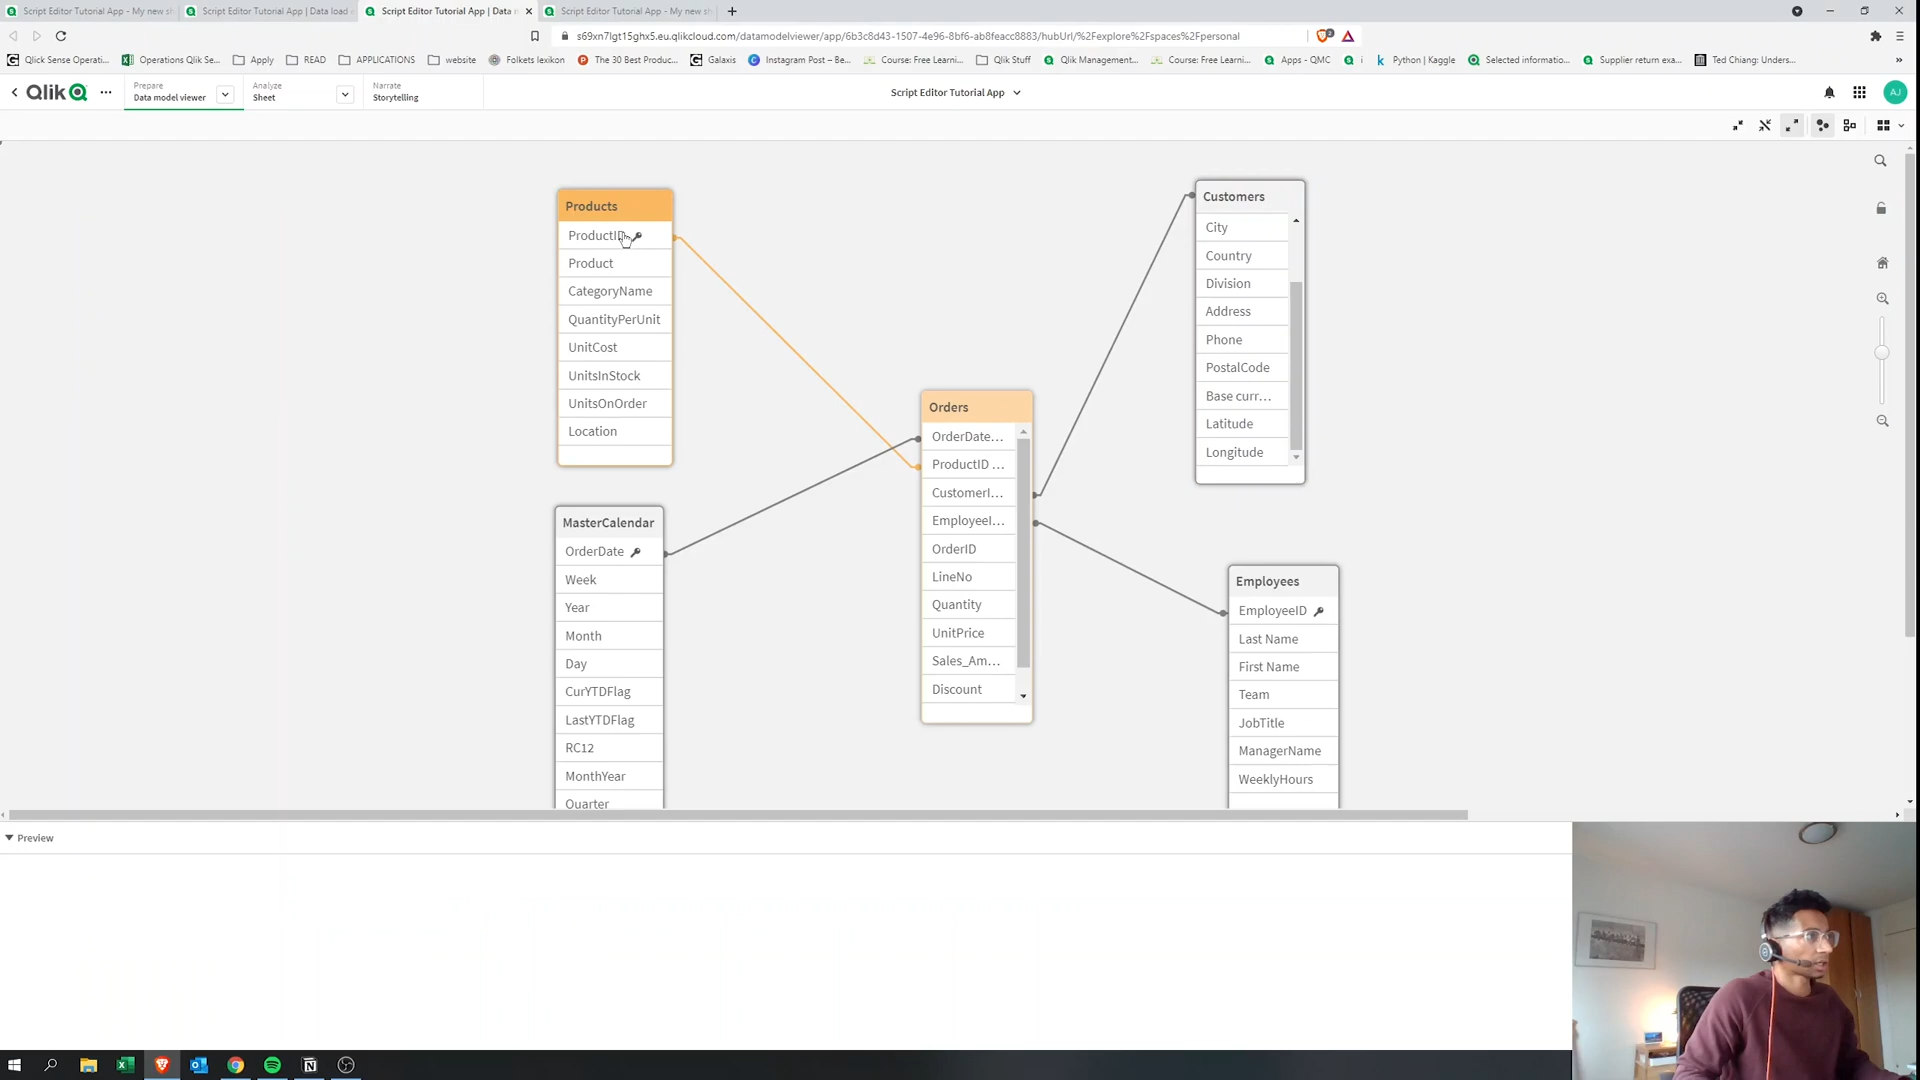 Script Editor Tutorial App - My new s
Script Editor Tutorial App | Data load
Script Editor Tutorial App | Data
Script Editor Tutorial App - My new sh
s69xn7lgt15ghx5.eu.qlikcloud.com/datamodelviewer/app/6b3c8d43-1507-4e96-8bf6-ab8feacc8883/hubUrl/%2Fexplore%2Fspaces%2Fpersonal
Qlick Sense Operati...
Operations Qlik Se...
Apply
READ
APPLICATIONS
website
Folkets lexikon
The 30 Best Produc...
Galaxis
Instagram Post – Be...
Course: Free Learni...
Qlik Stuff
Qlik Management...
Course: Free Learni...
Apps - QMC
i
Python | Kaggle
Selected informatio...
Supplier return exa...
Ted Chiang: Unders...
Qlik
Prepare
Data model viewer
Analyze
Sheet
Narrate
Storytelling
Script Editor Tutorial App
AJ
Products
ProductID
Product
CategoryName
QuantityPerUnit
UnitCost
UnitsInStock
UnitsOnOrder
Location
MasterCalendar
OrderDate
Week
Year
Month
Day
CurYTDFlag
LastYTDFlag
RC12
MonthYear
Quarter
Orders
OrderDate...
ProductID ...
CustomerI...
EmployeeI...
OrderID
LineNo
Quantity
UnitPrice
Sales_Am...
Discount
Customers
City
Country
Division
Address
Phone
PostalCode
Base curr...
Latitude
Longitude
Employees
EmployeeID
Last Name
First Name
Team
JobTitle
ManagerName
WeeklyHours
Preview